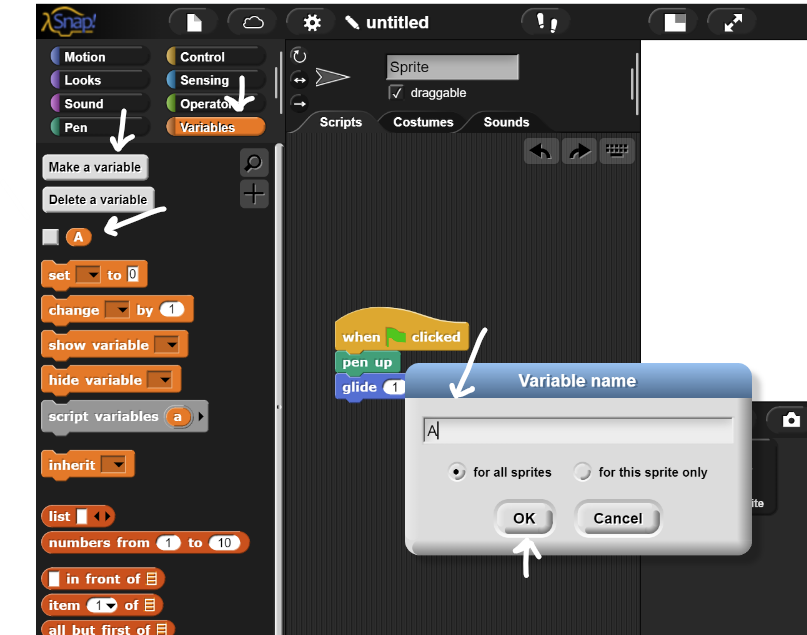 Snap!
untitled
Motion Control
Looks Sensing
Sound Operato
Pen Variables
Sprite
draggable
Scripts Costumes Sounds
Make a variable
Delete a variable
A
set to 0
change by 1
show variable
hide variable
script variables a
inherit
list
numbers from 1 to 10
in front of
item 1 of
all but first of
when clicked
pen up
glide 1
Variable name
A
for all sprites for this sprite only
OK Cancel
ite